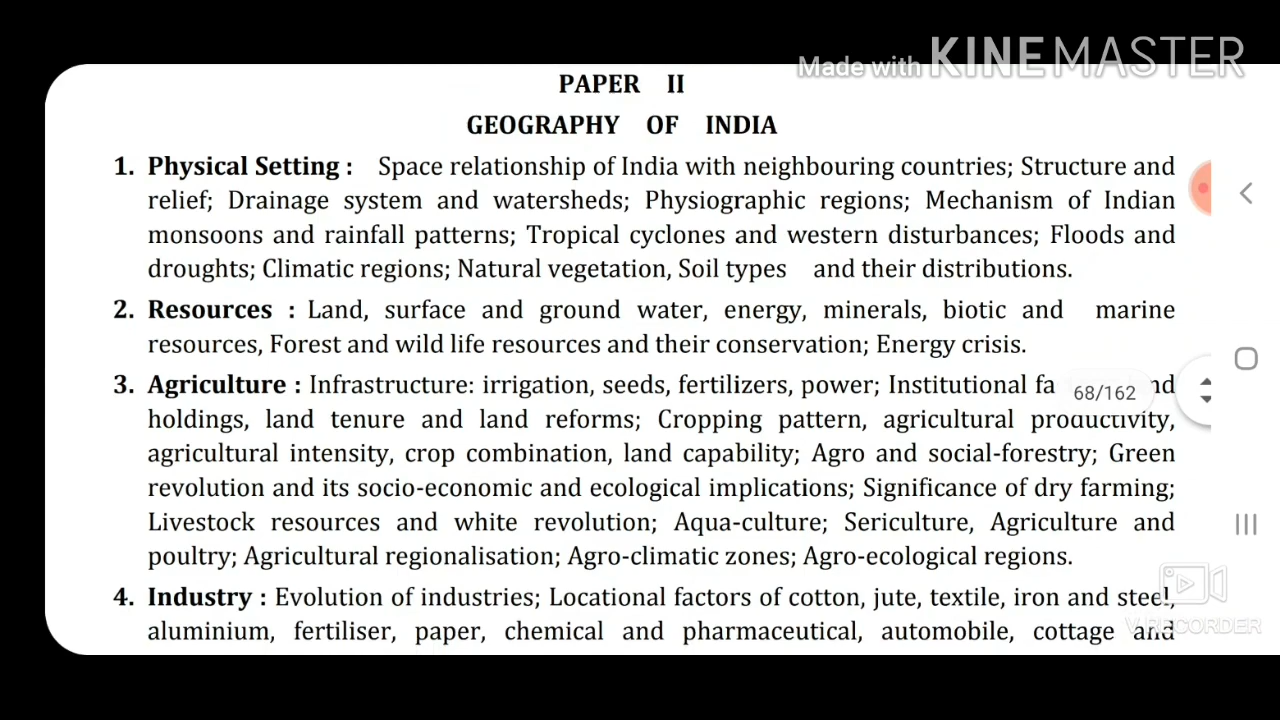 Made with KINEMASTER
PAPER II
GEOGRAPHY OF INDIA
1. Physical Setting : Space relationship of India with neighbouring countries; Structure and
relief; Drainage system and watersheds; Physiographic regions; Mechanism of Indian
monsoons and rainfall patterns; Tropical cyclones and western disturbances; Floods and
droughts; Climatic regions; Natural vegetation, Soil types and their distributions.
2. Resources : Land, surface and ground water, energy, minerals, biotic and marine
resources, Forest and wild life resources and their conservation; Energy crisis.
3. Agriculture : Infrastructure: irrigation, seeds, fertilizers, power; Institutional fa nd
68/162
holdings, land tenure and land reforms; Cropping pattern, agricultural productivity,
agricultural intensity, crop combination, land capability; Agro and social-forestry; Green
revolution and its socio-economic and ecological implications; Significance of dry farming;
Livestock resources and white revolution; Aqua-culture; Sericulture, Agriculture and
poultry; Agricultural regionalisation; Agro-climatic zones; Agro-ecological regions.
4. Industry : Evolution of industries; Locational factors of cotton, jute, textile, iron and steel,
aluminium, fertiliser, paper, chemical and pharmaceutical, automobile, cottage and
V RECORDER